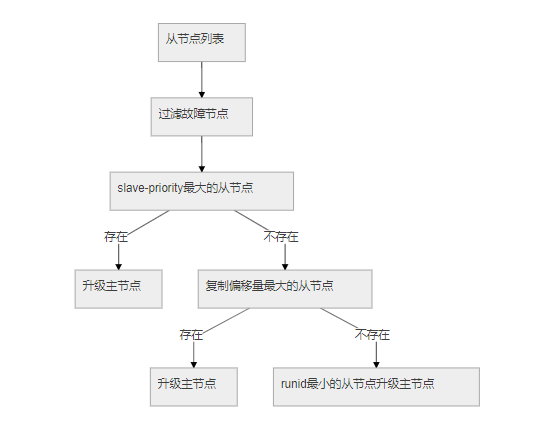 从节点列表
过滤故障节点
slave-priority最大的从节点
存在
不存在
升级主节点
复制偏移量最大的从节点
存在
不存在
升级主节点
runid最小的从节点升级主节点